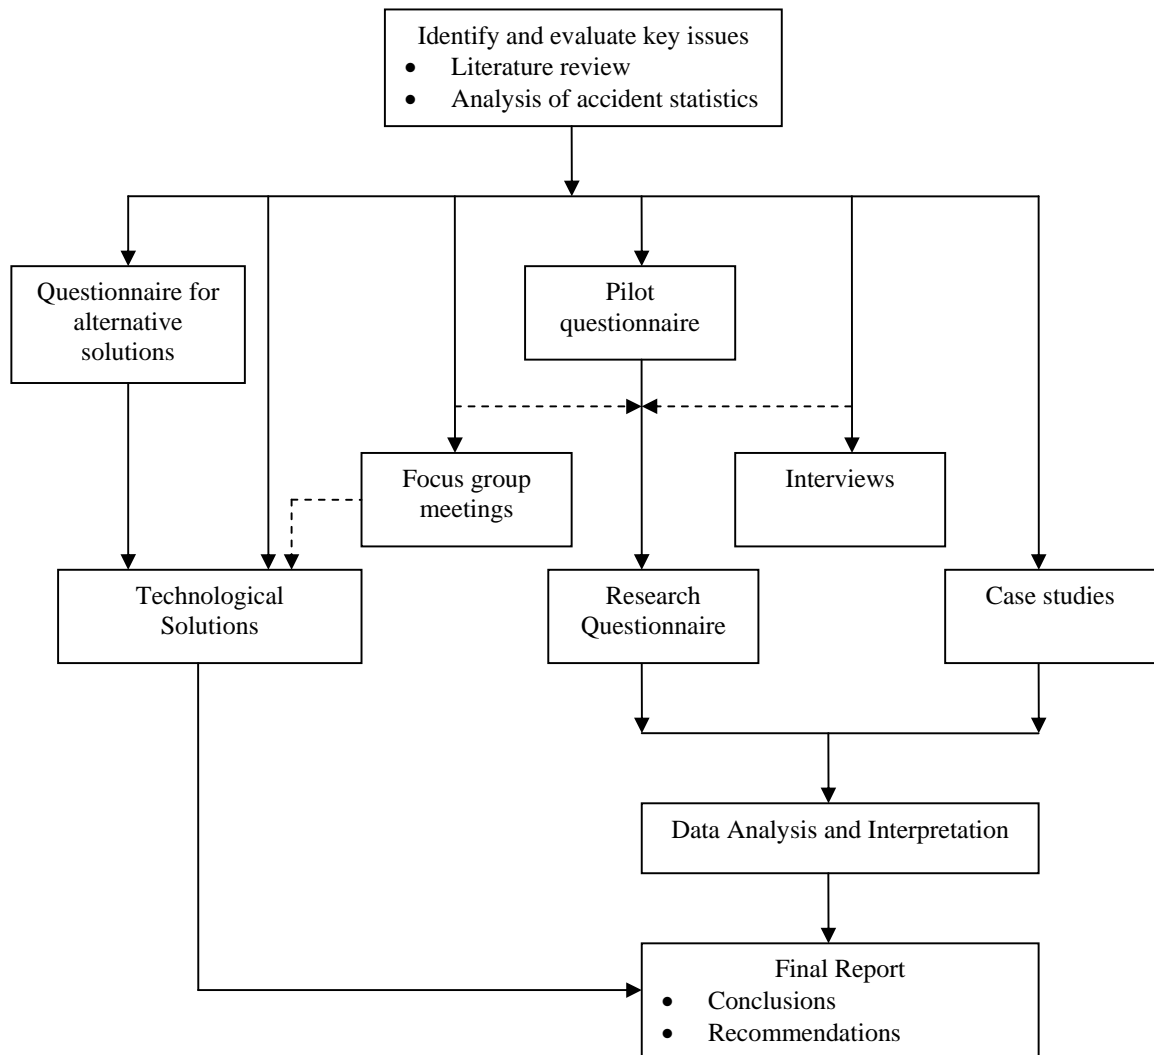 Identify and evaluate key issues
• Literature review
• Analysis of accident statistics
Questionnaire for
alternative
solutions
Pilot
questionnaire
Focus group
meetings
Interviews
Technological
Solutions
Research
Questionnaire
Case studies
Data Analysis and Interpretation
Final Report
• Conclusions
• Recommendations